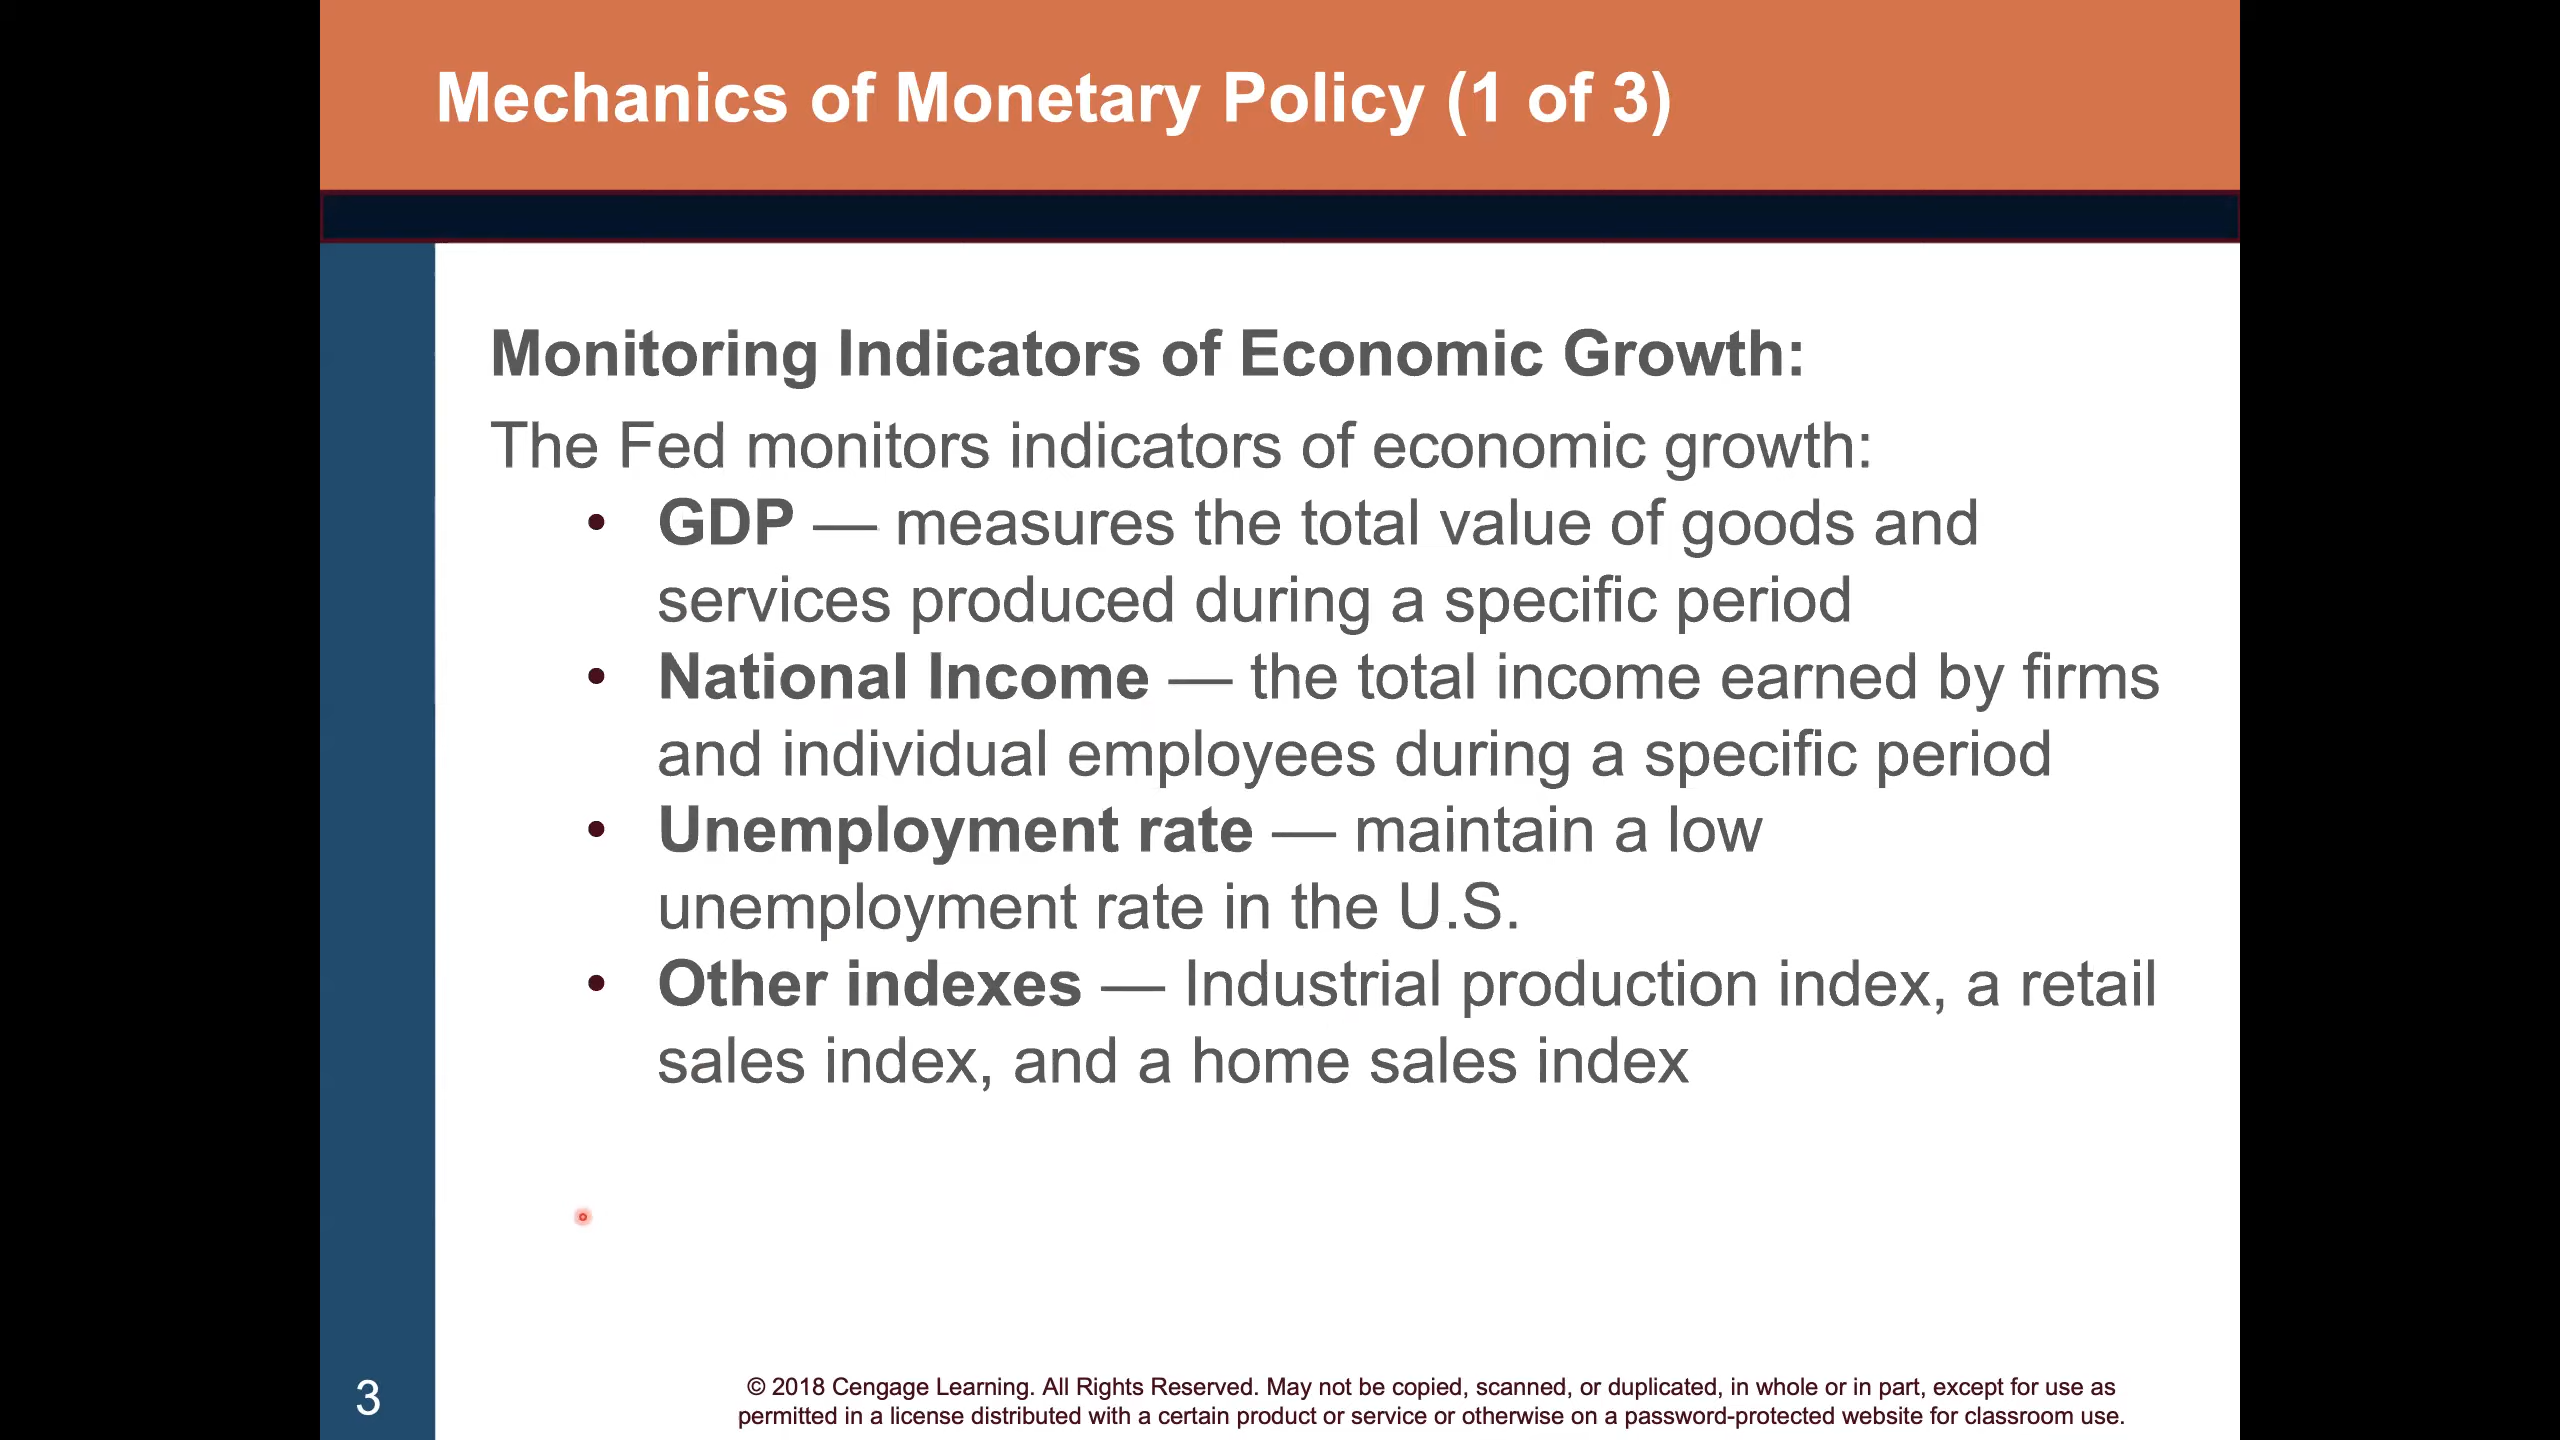 Mechanics of Monetary Policy (1 of 3)
Monitoring Indicators of Economic Growth:
The Fed monitors indicators of economic growth:
• GDP — measures the total value of goods and
services produced during a specific period
• National Income — the total income earned by firms
and individual employees during a specific period
• Unemployment rate — maintain a low
unemployment rate in the U.S.
• Other indexes — Industrial production index, a retail
sales index, and a home sales index
3
© 2018 Cengage Learning. All Rights Reserved. May not be copied, scanned, or duplicated, in whole or in part, except for use as
permitted in a license distributed with a certain product or service or otherwise on a password-protected website for classroom use.